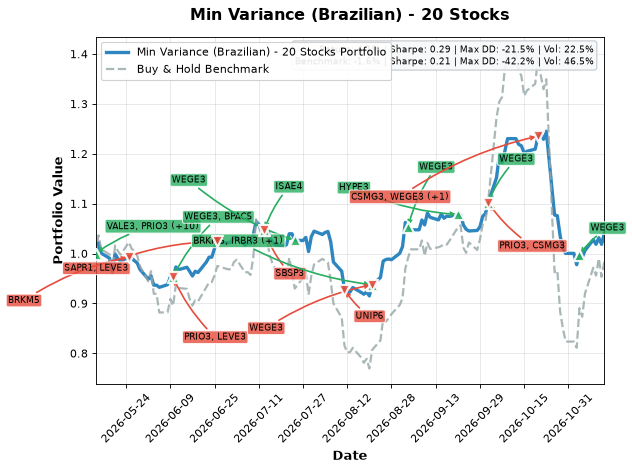 Min Variance (Brazilian) - 20 Stocks
Min Variance (Brazilian) - 20 Stocks Portfolio
Buy & Hold Benchmark
Sharpe: 0.29 | Max DD: -21.5% | Vol: 22.5%
Benchmark: -1.6% | Sharpe: 0.21 | Max DD: -42.2% | Vol: 46.5%
Portfolio Value
1.4
1.3
1.2
1.1
1.0
0.9
0.8
WEGE3
WEGE3
WEGE3
ISAE4
HYPE3
CSMG3, WEGE3 (+1)
WEGE3, BPAC5
VALE3, PRIO3 (+10)
WEGE3
IRBR3 (+1)
PRIO3, CSMG3
SAPR1, LEVE3
SBSP3
BRKM5
UNIP6
WEGE3
PRIO3, LEVE3
2026-05-24
2026-06-09
2026-06-25
2026-07-11
2026-07-27
2026-08-12
2026-08-28
2026-09-13
2026-09-29
2026-10-15
2026-10-31
Date